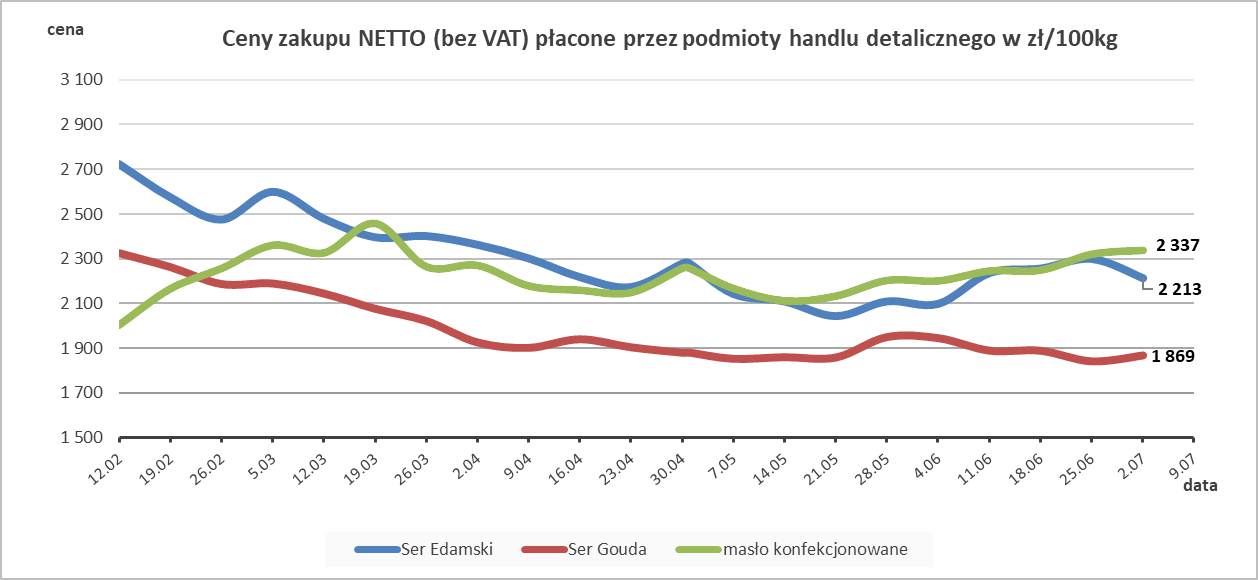 cena
Ceny zakupu NETTO (bez VAT) płacone przez podmioty handlu detalicznego w zł/100kg
3 100
2 900
2 700
2 500
2 300
2 100
1 900
1 700
1 500
2 337
2 213
1 869
12.02 19.02 26.02 5.03 12.03 19.03 26.03 2.04 9.04 16.04 23.04 30.04 7.05 14.05 21.05 28.05 4.06 11.06 18.06 25.06 2.07 9.07
data
Ser Edamski Ser Gouda masło konfekcjonowane